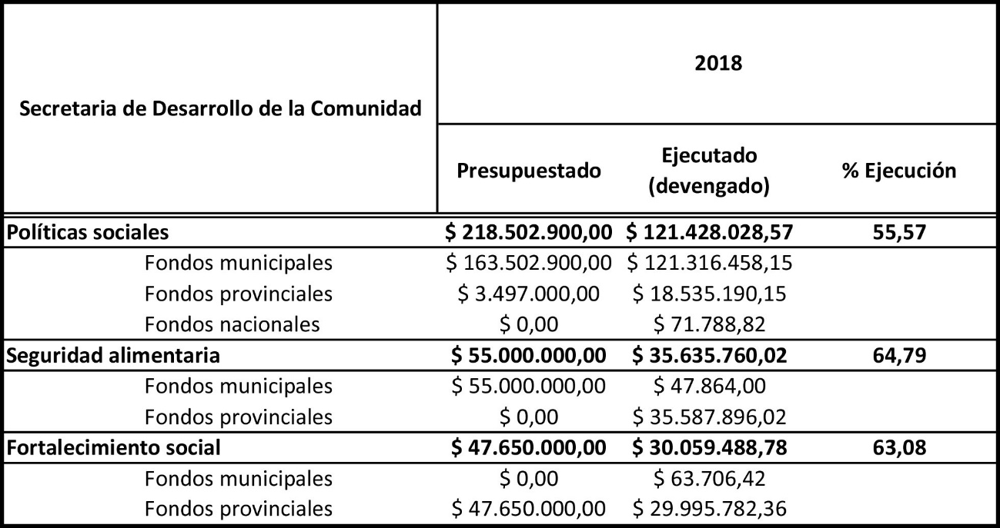 Secretaria de Desarrollo de la Comunidad
2018
Presupuestado
Ejecutado
(devengado)
% Ejecución
Políticas sociales $ 218.502.900,00 $ 121.428.028,57 55,57
Fondos municipales $ 163.502.900,00 $ 121.316.458,15
Fondos provinciales $ 3.497.000,00 $ 18.535.190,15
Fondos nacionales $ 0,00 $ 71.788,82
Seguridad alimentaria $ 55.000.000,00 $ 35.635.760,02 64,79
Fondos municipales $ 55.000.000,00 $ 47.864,00
Fondos provinciales $ 0,00 $ 35.587.896,02
Fortalecimiento social $ 47.650.000,00 $ 30.059.488,78 63,08
Fondos municipales $ 0,00 $ 63.706,42
Fondos provinciales $ 47.650.000,00 $ 29.995.782,36